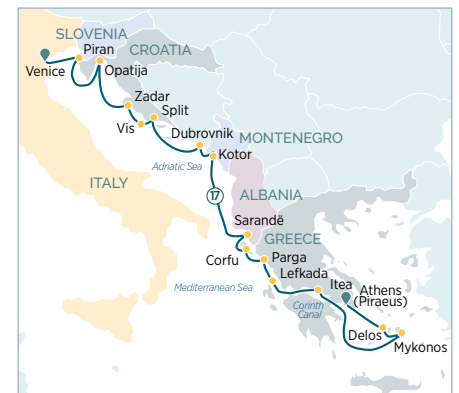 SLOVENIA
Piran
CROATIA
Venice
Opatija
Zadar
Split
Vis
Dubrovnik
MONTENEGRO
Kotor
Adriatic Sea
ITALY
17
ALBANIA
Sarandë
GREECE
Corfu
Parga
Lefkada
Mediterranean Sea
Itea
Athens
(Piraeus)
Corinth
Canal
Delos
Mykonos